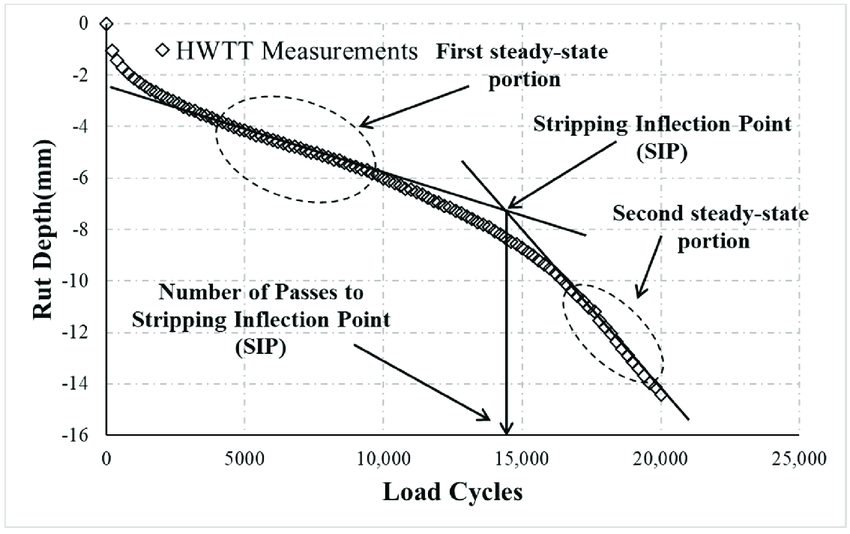 ◇ HWTT Measurements
First steady-state
portion
Stripping Inflection Point
(SIP)
Second steady-state
portion
Number of Passes to
Stripping Inflection Point
(SIP)
Rut Depth(mm)
0
-2
-4
-6
-8
-10
-12
-14
-16
0
5000
10,000
15,000
20,000
25,000
Load Cycles